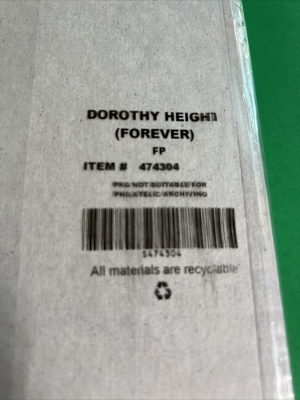 DOROTHY HEIGHT
(FOREVER)
FP
ITEM # 474304
PKG NOT SUITABLE FOR
PHILATELIC ARCHIVING
S474304
All materials are recyclable